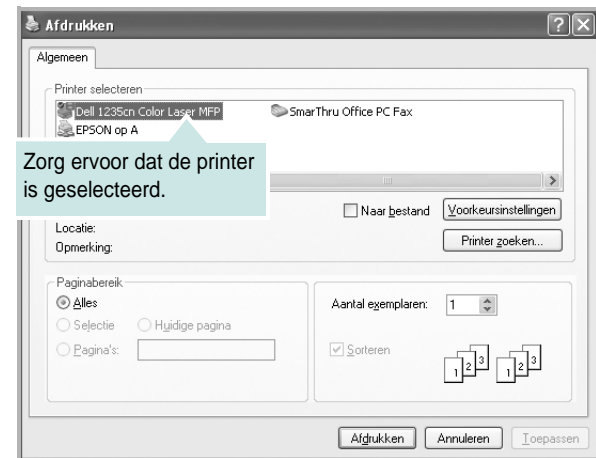 Afdrukken
Algemeen
Printer selecteren
Dell 1235cn Color Laser MFP
SmarThru Office PC Fax
EPSON op A
Zorg ervoor dat de printer
is geselecteerd.
Naar bestand
Voorkeursinstellingen
Locatie:
Opmerking:
Printer zoeken...
Paginabereik
Alles
Selectie
Huidige pagina
Pagina's:
Aantal exemplaren:
1
Sorteren
1 2 3 1 2 3
Afdrukken
Annuleren
Toepassen